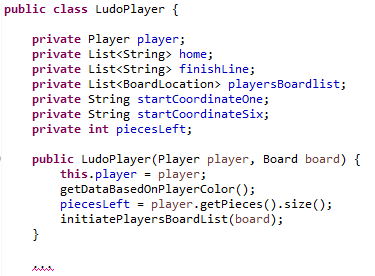 public class LudoPlayer {
private Player player;
private List<String> home;
private List<String> finishLine;
private List<BoardLocation> playersBoardlist;
private String startCoordinateOne;
private String startCoordinateSix;
private int piecesLeft;
public LudoPlayer(Player player, Board board) {
this.player = player;
getDataBasedOnPlayerColor();
piecesLeft = player.getPieces().size();
initiatePlayersBoardList(board);
}
...